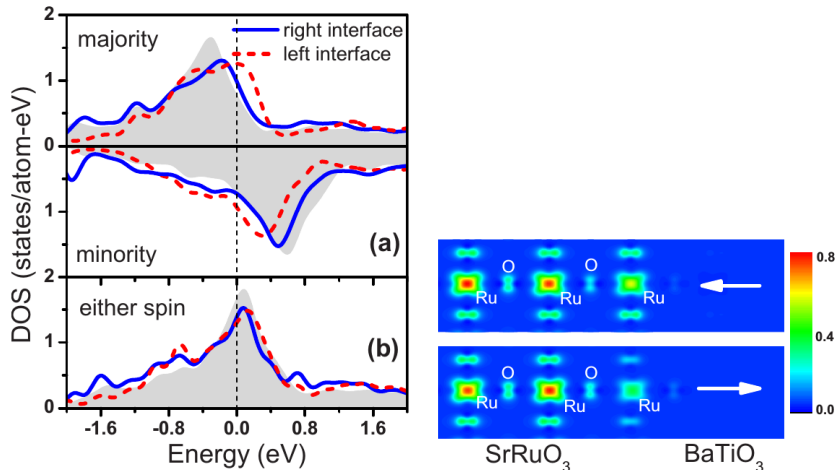 DOS (states/atom-eV)
2
majority
right interface
left interface
1
0
1
minority
(a)
2
either spin
1
(b)
0
-1.6 -0.8 0.0 0.8 1.6
Energy (eV)
O O
Ru Ru Ru
O O
Ru Ru Ru
0.8
0.4
0.0
SrRuO₃ BaTiO₃